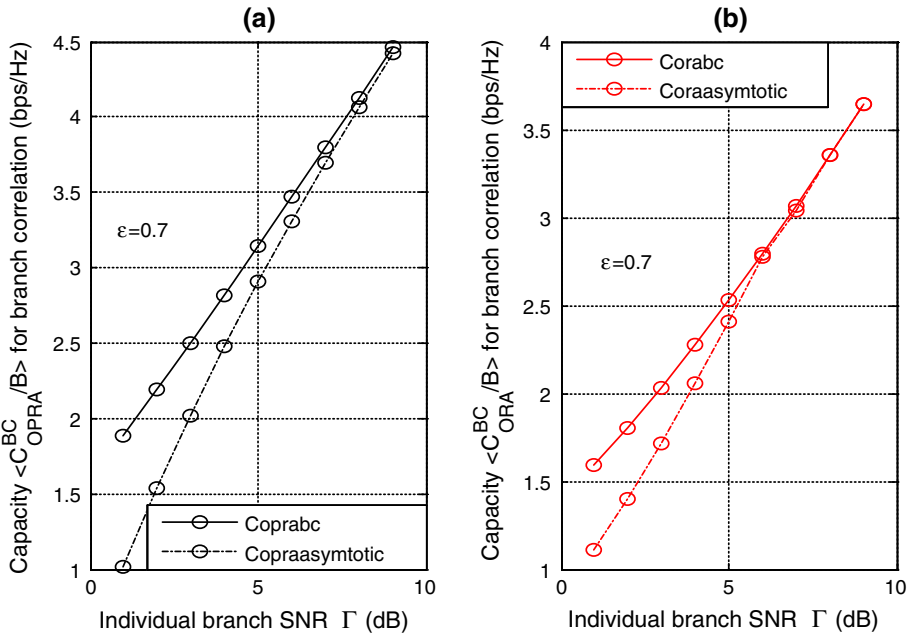 (a)
Capacity <C^BC_OPRA/B> for branch correlation (bps/Hz)
4.5
4
3.5
3
2.5
2
1.5
1
ε=0.7
Coprabc
Copraasymtotic
0
5
10
Individual branch SNR Γ (dB)
(b)
Capacity <C^BC_ORA/B> for branch correlation (bps/Hz)
4
3.5
3
2.5
2
1.5
1
Corabc
Coraasymtotic
ε=0.7
0
5
10
Individual branch SNR Γ (dB)